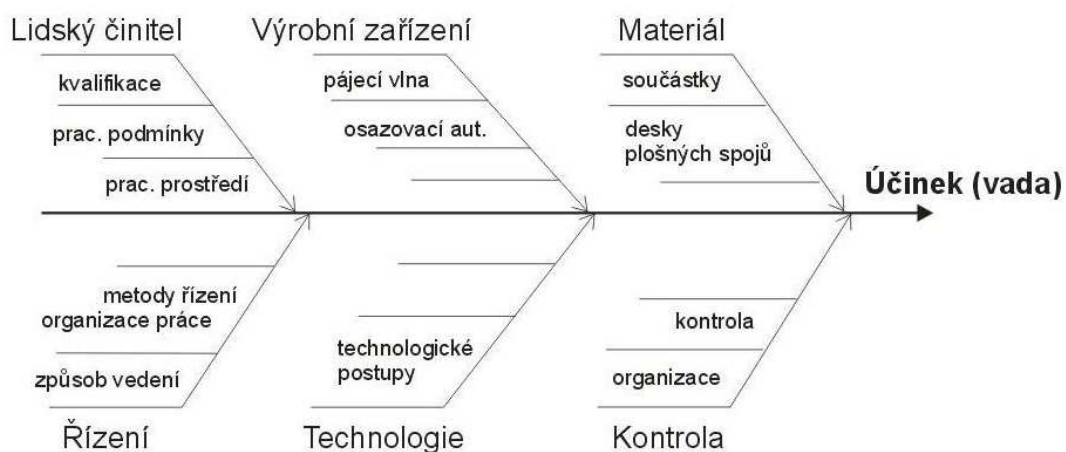 Lidský činitel
kvalifikace
prac. podmínky
prac. prostředí
Výrobní zařízení
pájecí vlna
osazovací aut.
Materiál
součástky
desky
plošných spojů
Účinek (vada)
metody řízení
organizace práce
způsob vedení
Řízení
technologické
postupy
Technologie
kontrola
organizace
Kontrola